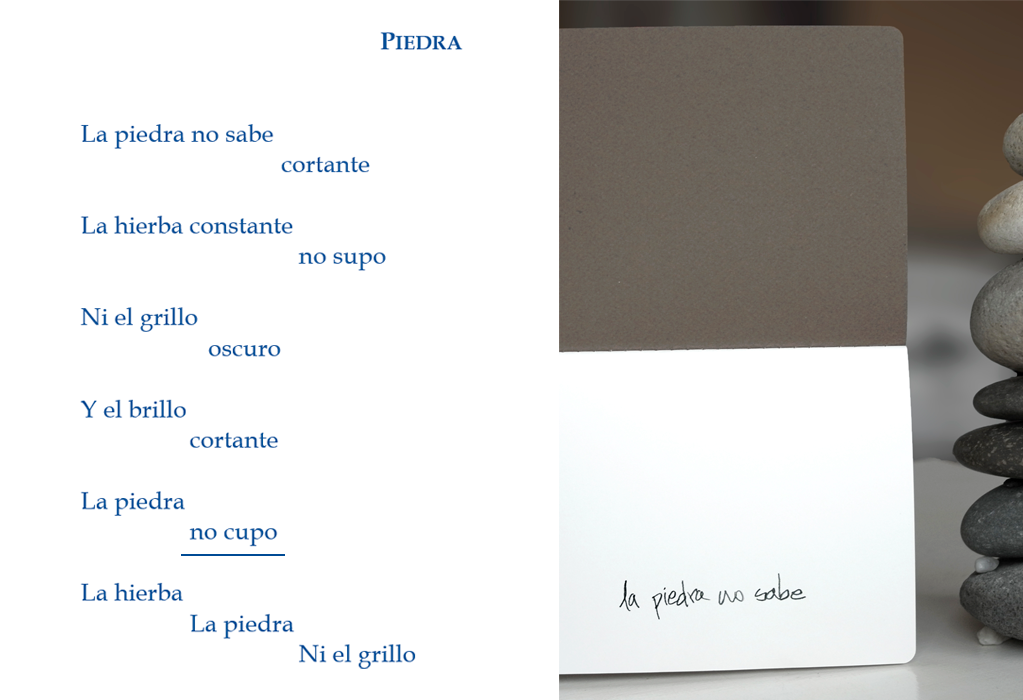 PIEDRA
La piedra no sabe
cortante
La hierba constante
no supo
Ni el grillo
oscuro
Y el brillo
cortante
La piedra
no cupo
La hierba
La piedra
Ni el grillo
la piedra no sabe